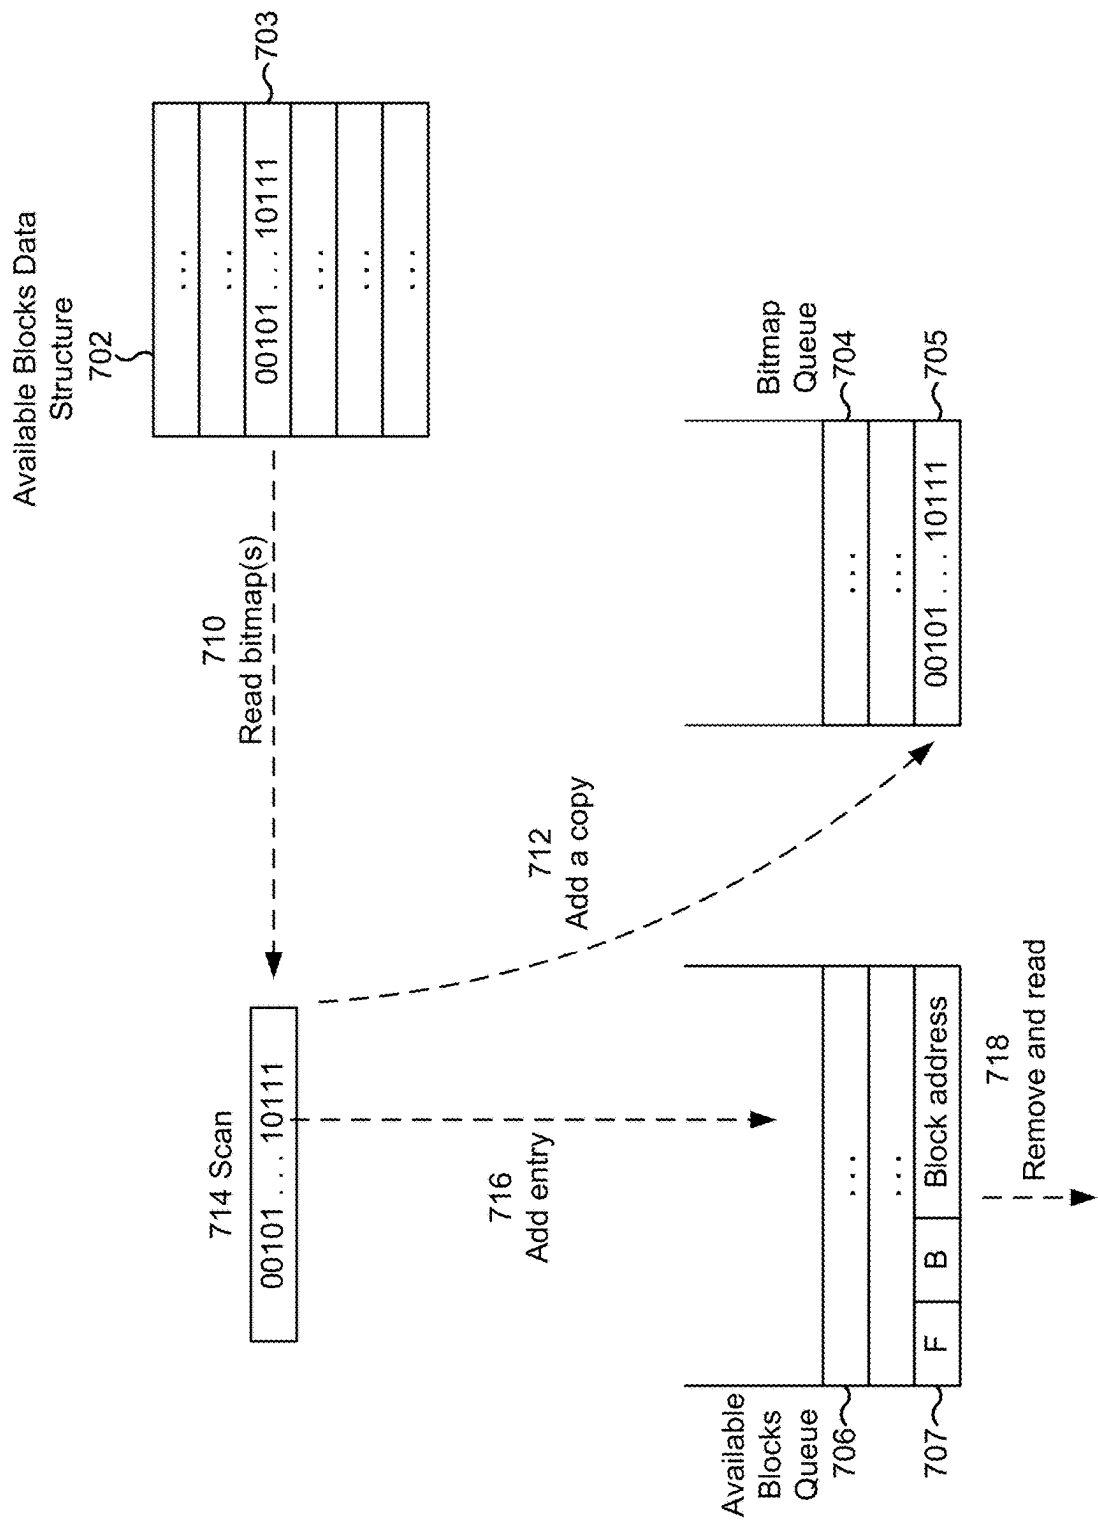 Available Blocks Data
Structure
702
...
...
00101 ... 10111
703
...
...
...
710
Read bitmap(s)
714 Scan
00101 .... 10111
712
Add a copy
716
Add entry
Bitmap
Queue
704
...
...
00101 .... 10111
705
Available
Blocks
Queue
706
...
...
707
F
B
Block address
718
Remove and read